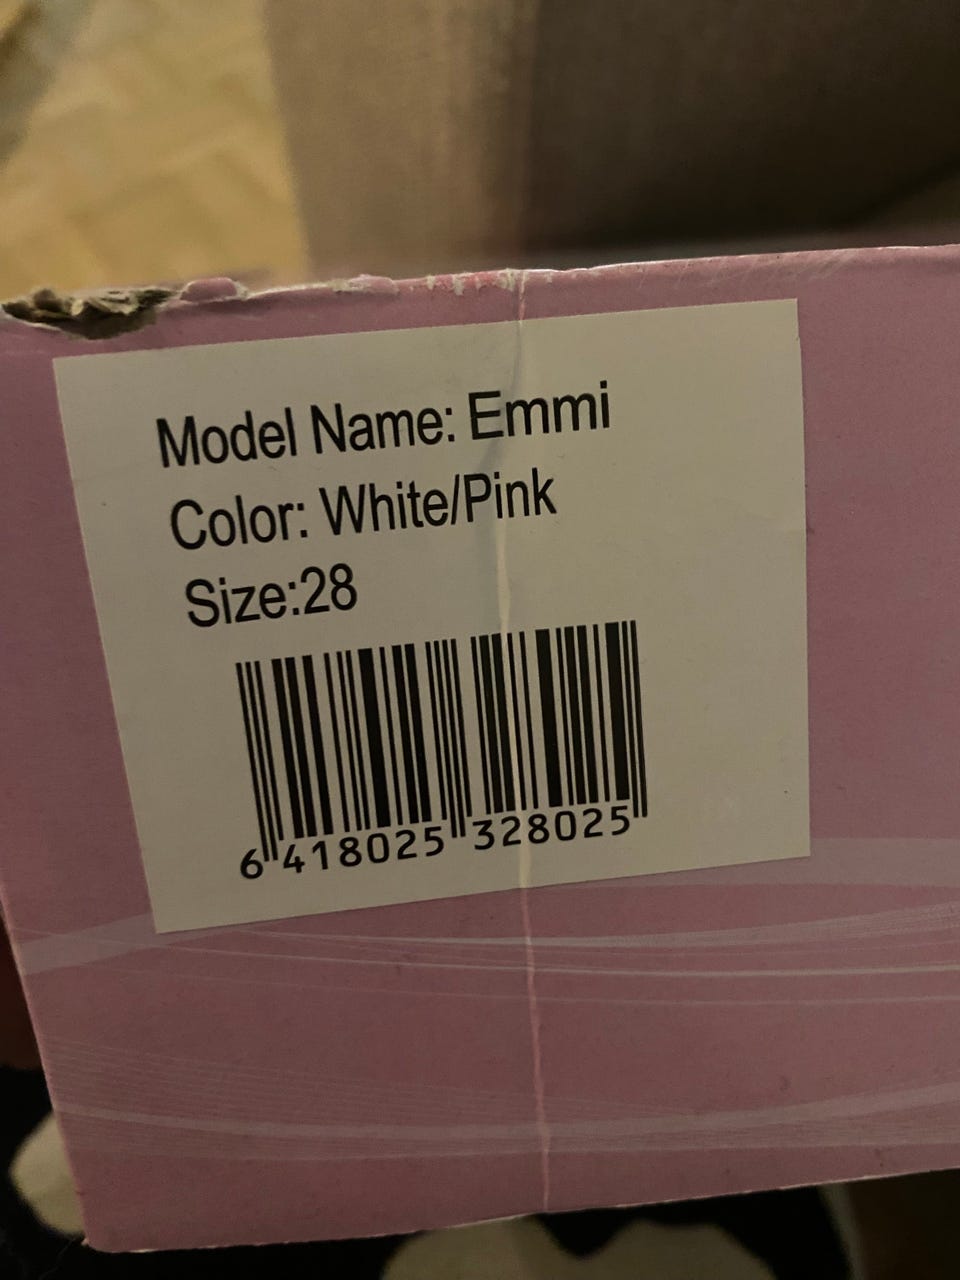 Model Name: Emmi
Color: White/Pink
Size:28
6 418025 328025